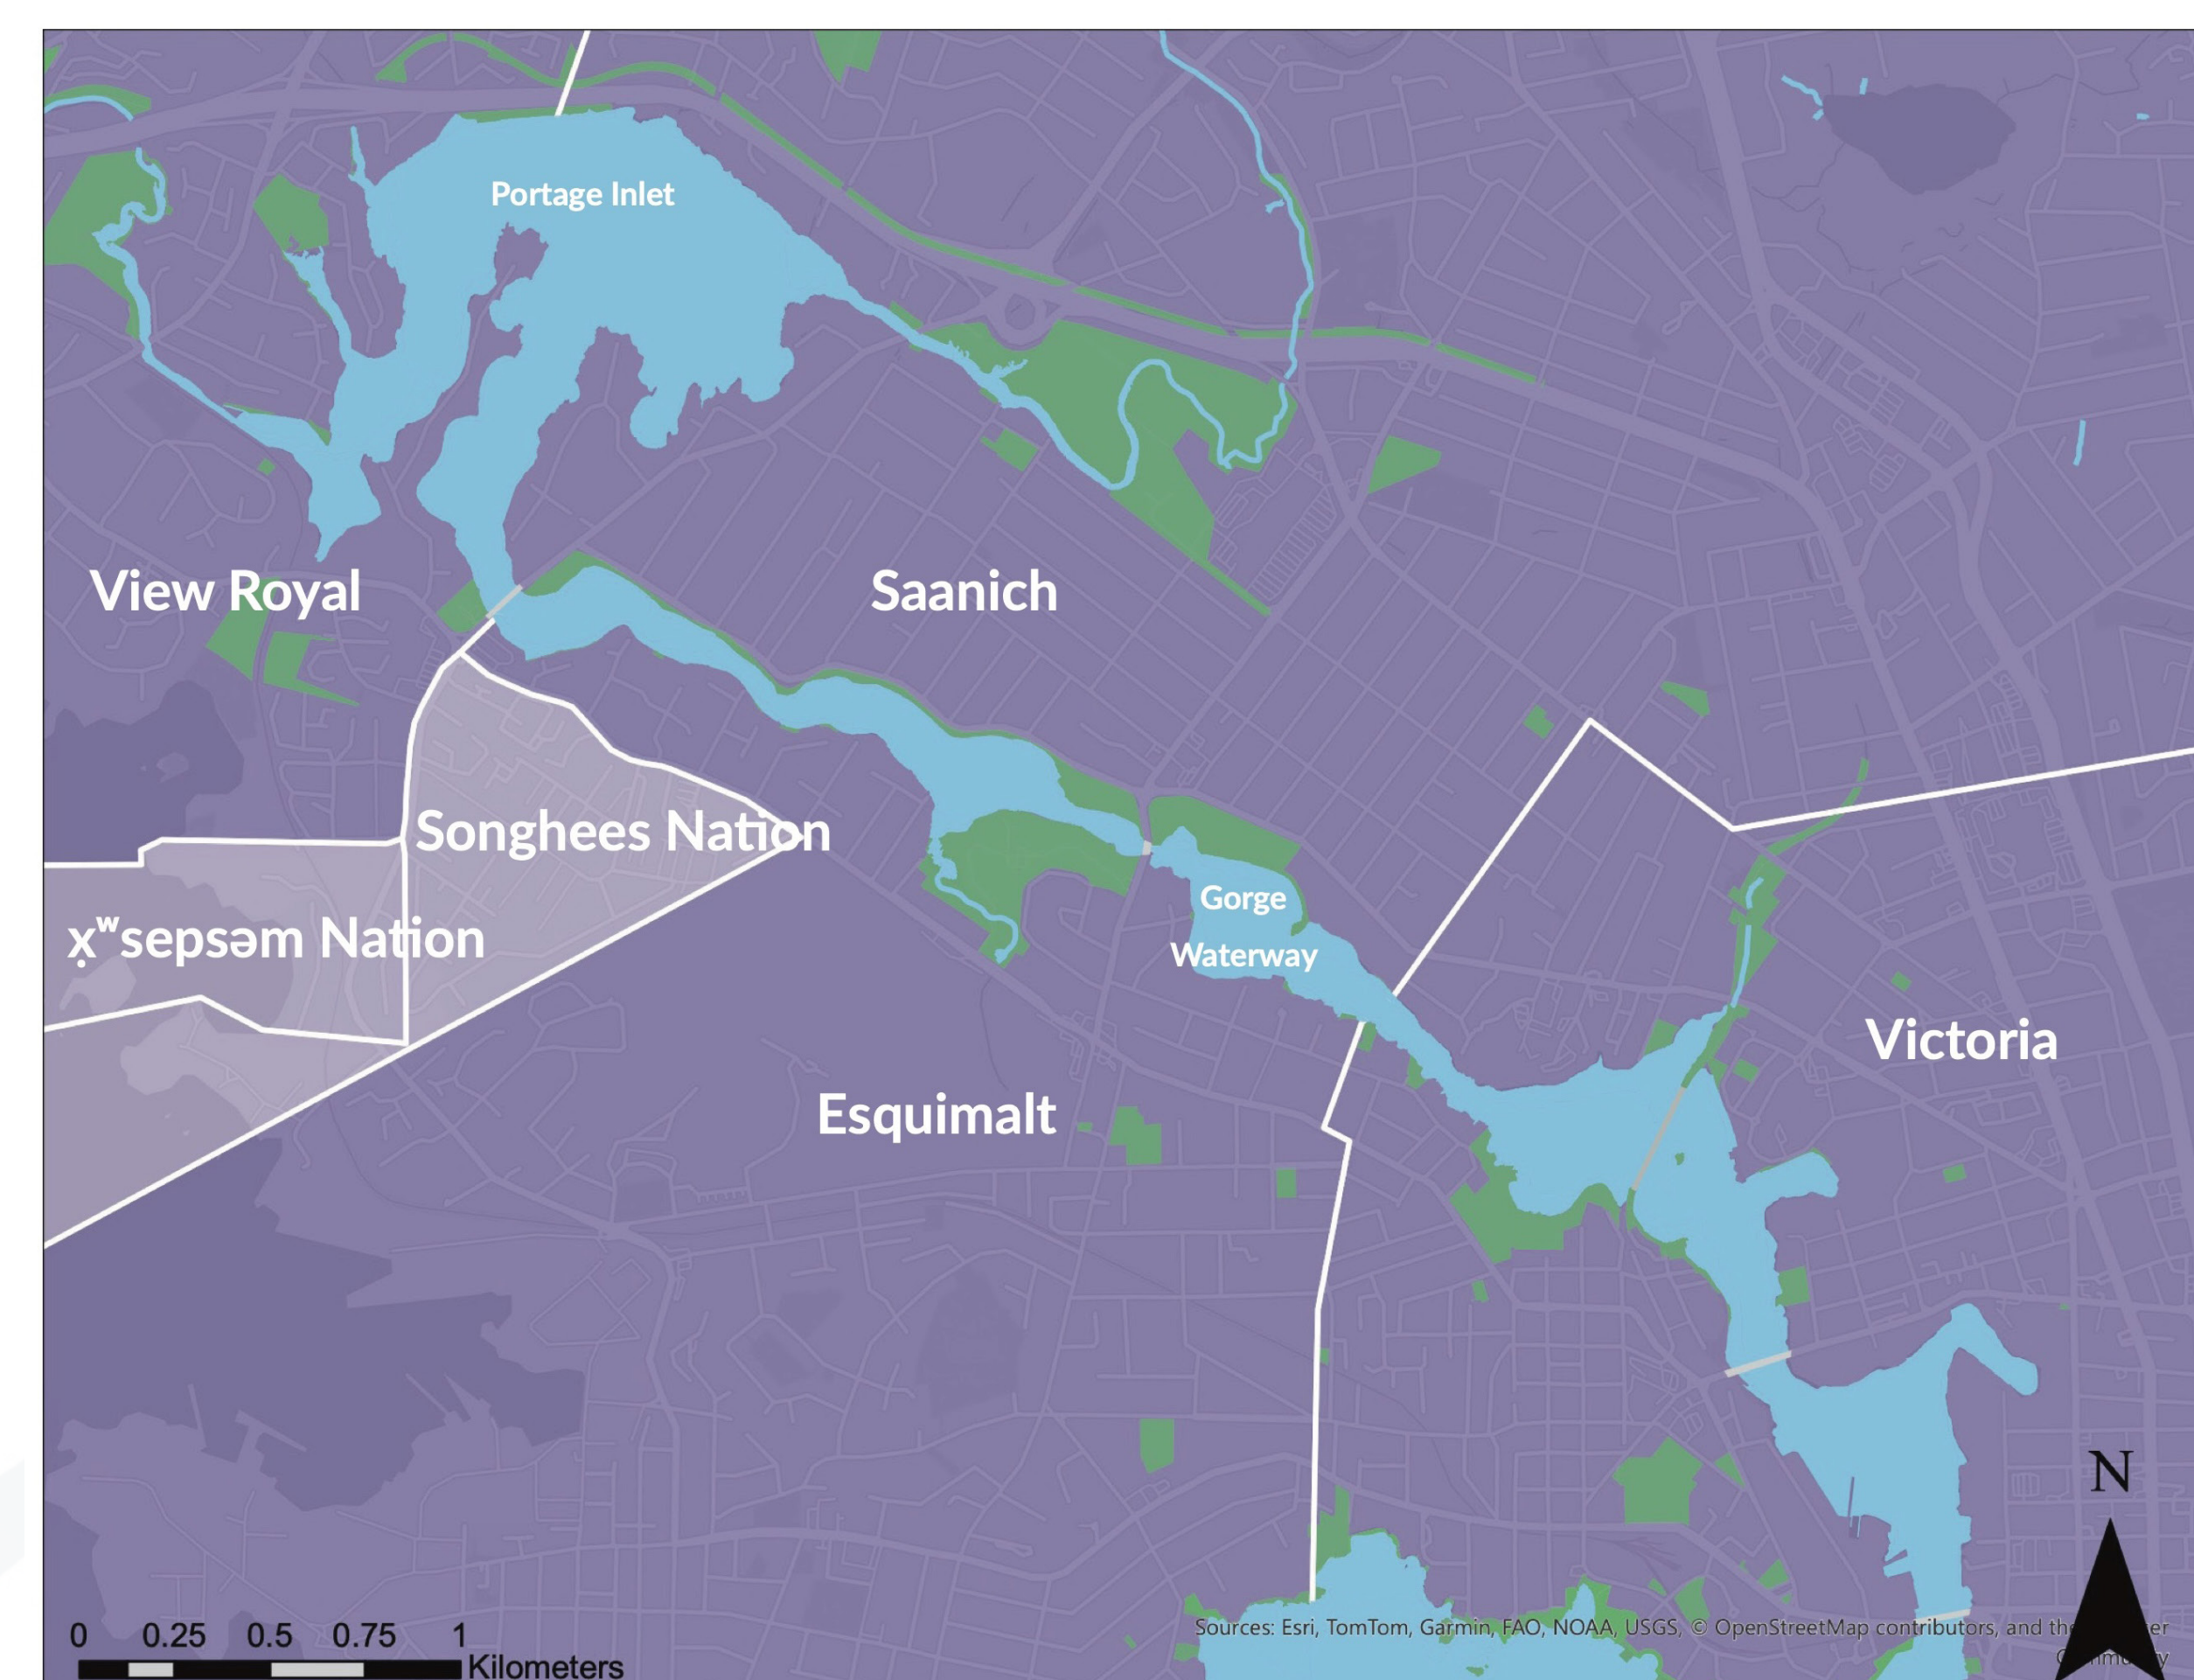 Portage Inlet
View Royal
Saanich
Songhees Nation
Gorge
Waterway
x̣ʷsepsəm Nation
Victoria
Esquimalt
N
0 0.25 0.5 0.75 1
Kilometers
Sources: Esri, TomTom, Garmin, FAO, NOAA, USGS, © OpenStreetMap contributors, and